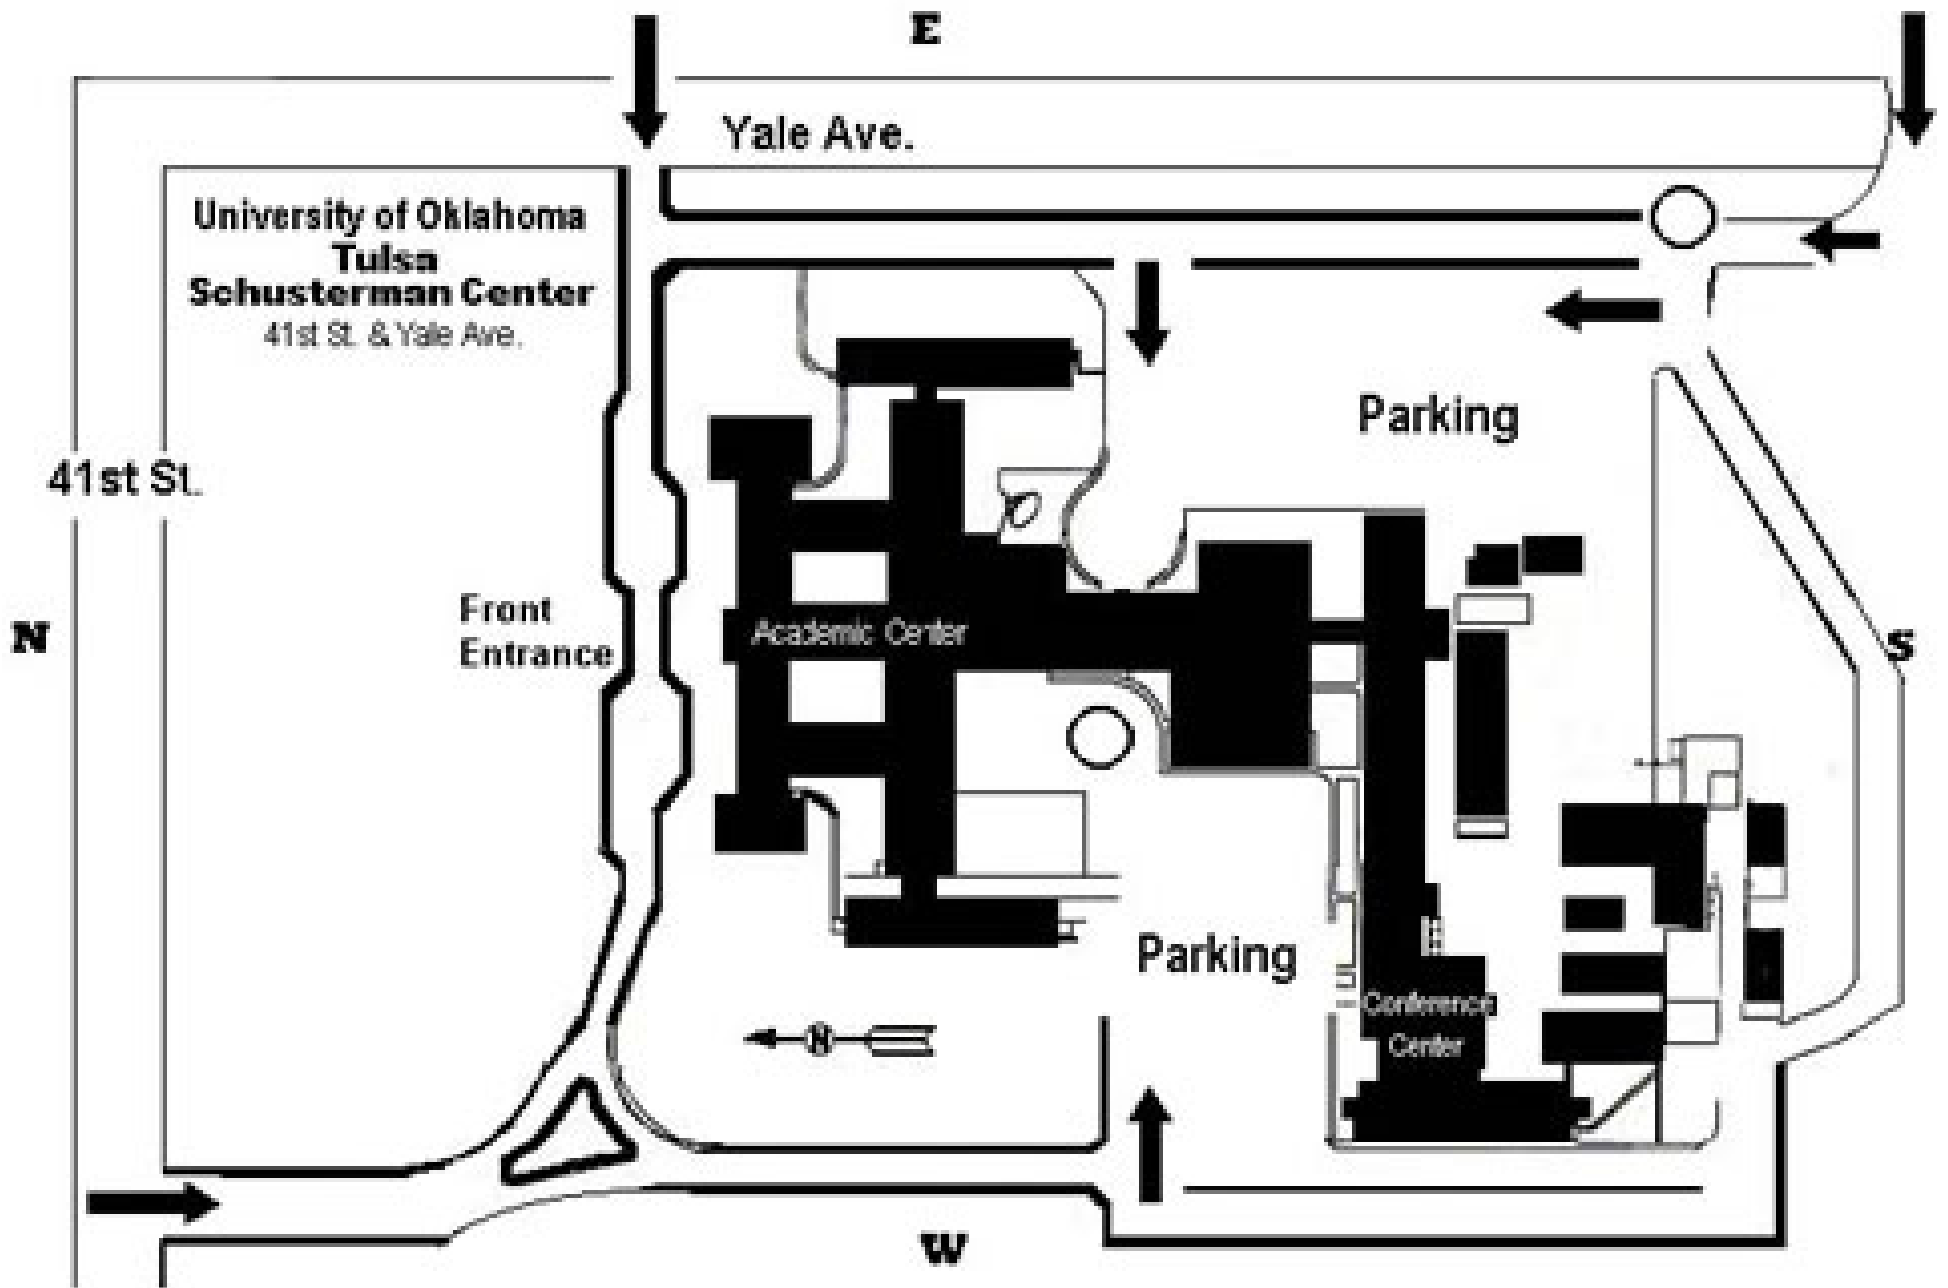 E
Yale Ave.
University of Oklahoma
Tulsa
Schusterman Center
41st St. & Yale Ave.
Parking
41st St.
Front
Entrance
N
Academic Center
S
Parking
Conference
Center
N
W